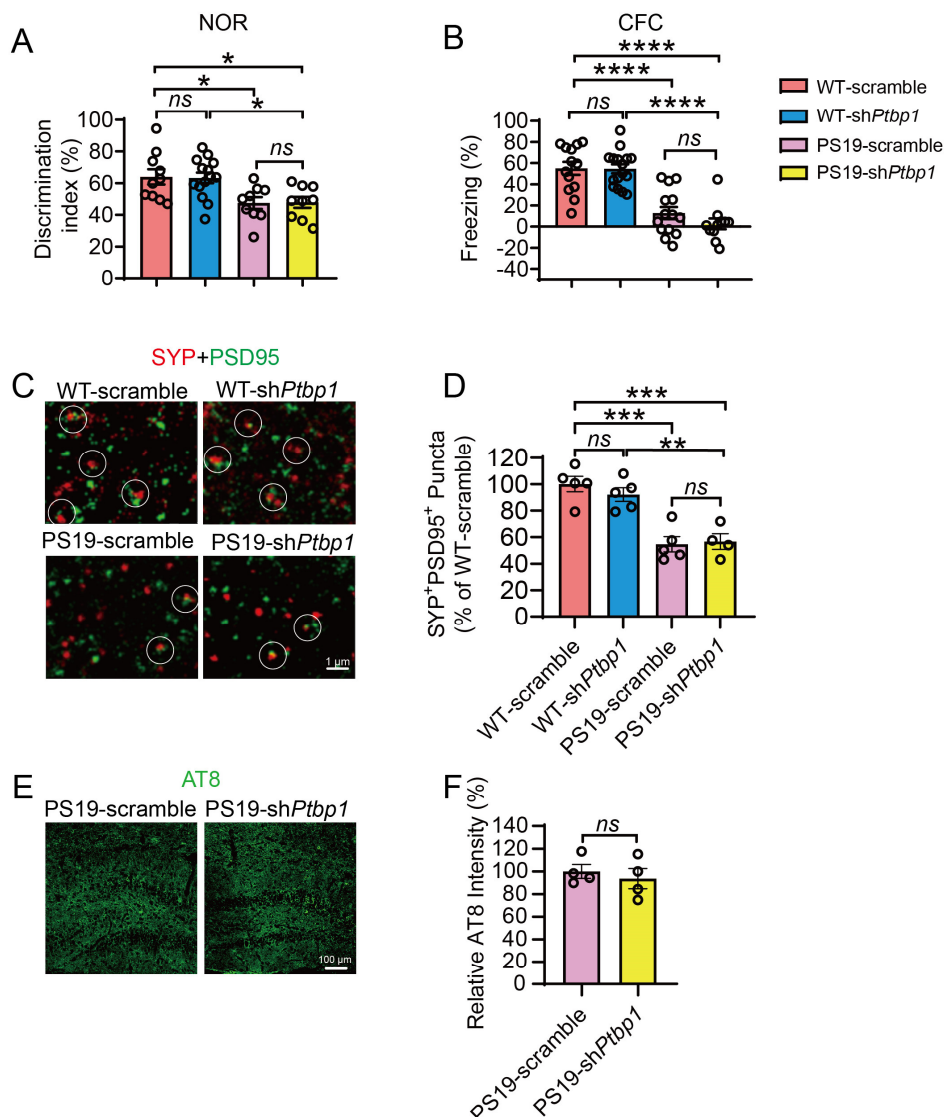 A
NOR
*
*
ns
*
ns
Discrimination
index (%)
100
80
60
40
20
0
B
CFC
****
****
ns
****
ns
Freezing (%)
100
80
60
40
20
0
-20
-40
WT-scramble
WT-shPtbp1
PS19-scramble
PS19-shPtbp1
SYP+PSD95
C
WT-scramble
WT-shPtbp1
PS19-scramble
PS19-shPtbp1
1 μm
D
***
***
ns
**
ns
SYP⁺PSD95⁺ Puncta
(% of WT-scramble)
120
100
80
60
40
20
0
WT-scramble
WT-shPtbp1
PS19-scramble
PS19-shPtbp1
E
AT8
PS19-scramble
PS19-shPtbp1
100 μm
F
ns
Relative AT8 Intensity (%)
140
120
100
80
60
40
20
0
PS19-scramble
PS19-shPtbp1